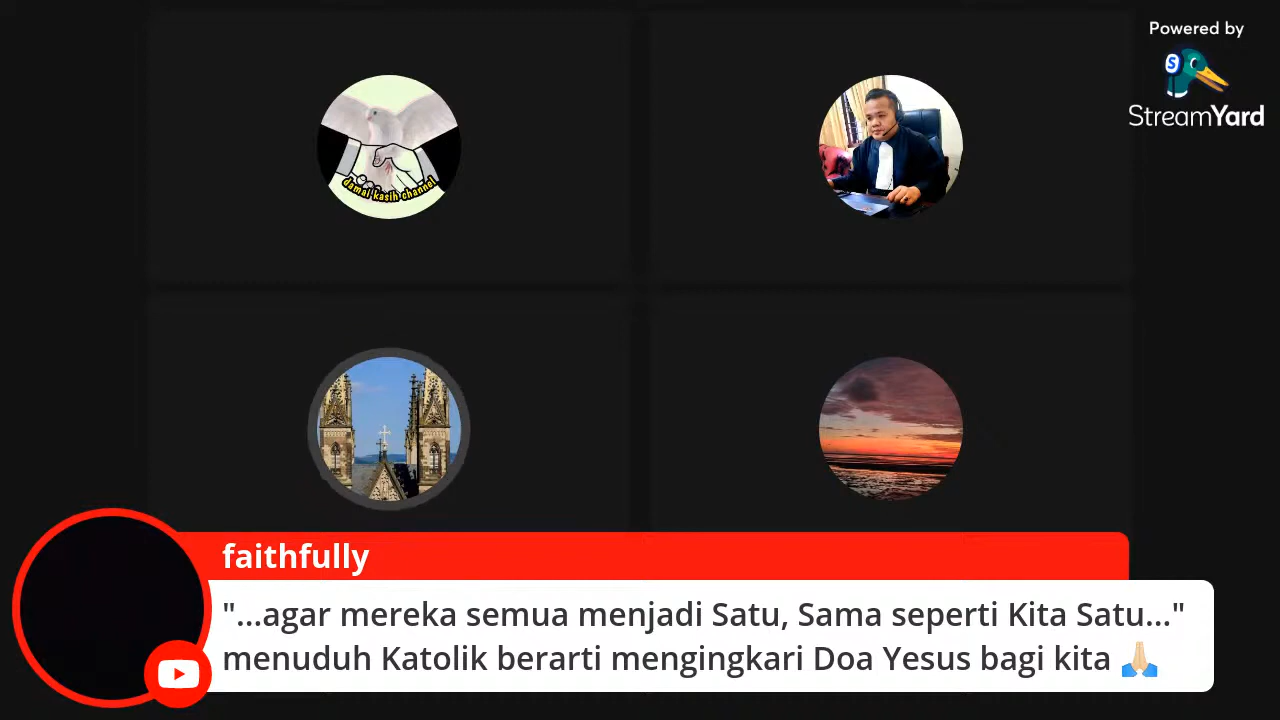 Powered by
StreamYard
damai kasih channel
faithfully
"...agar mereka semua menjadi Satu, Sama seperti Kita Satu..."
menuduh Katolik berarti mengingkari Doa Yesus bagi kita 🙏🏻